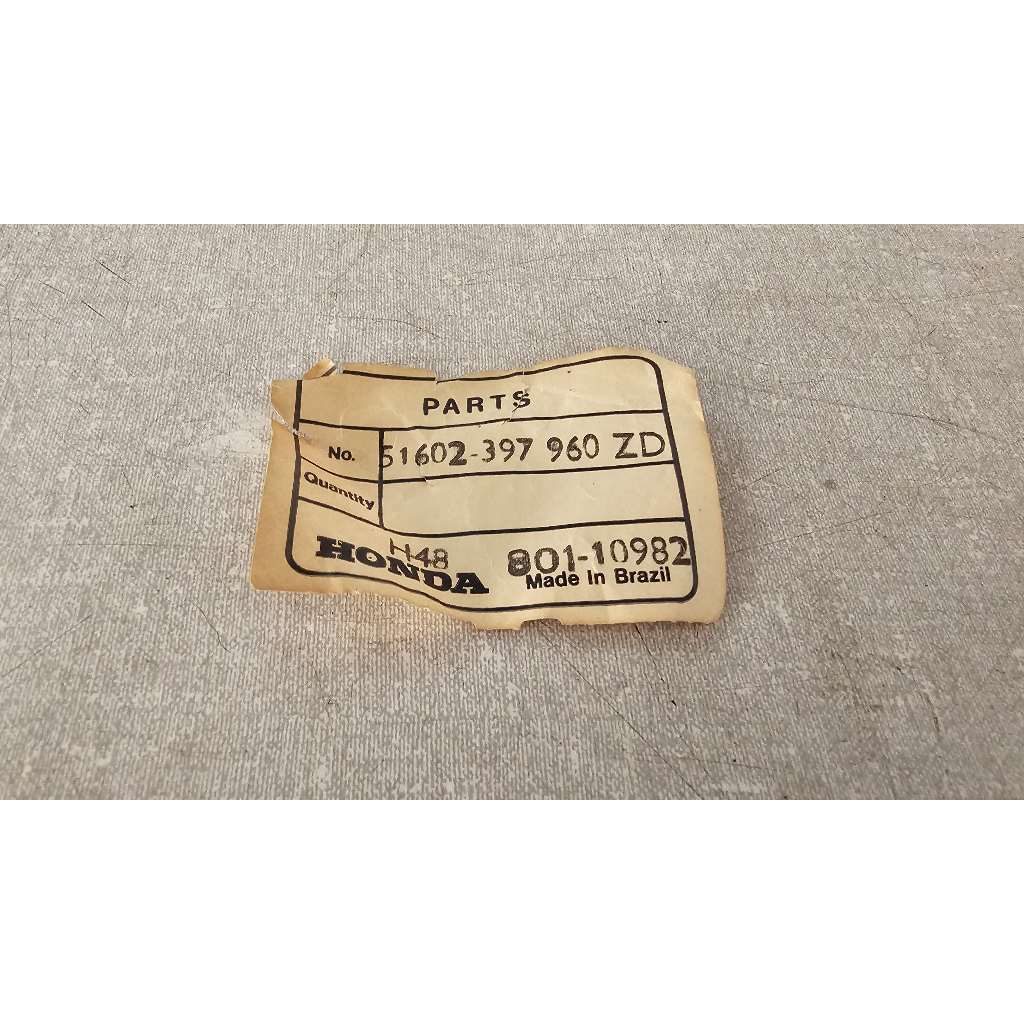 PARTS
No. 51602-397 960 ZD
Quantity
H48
HONDA 801-10982
Made In Brazil